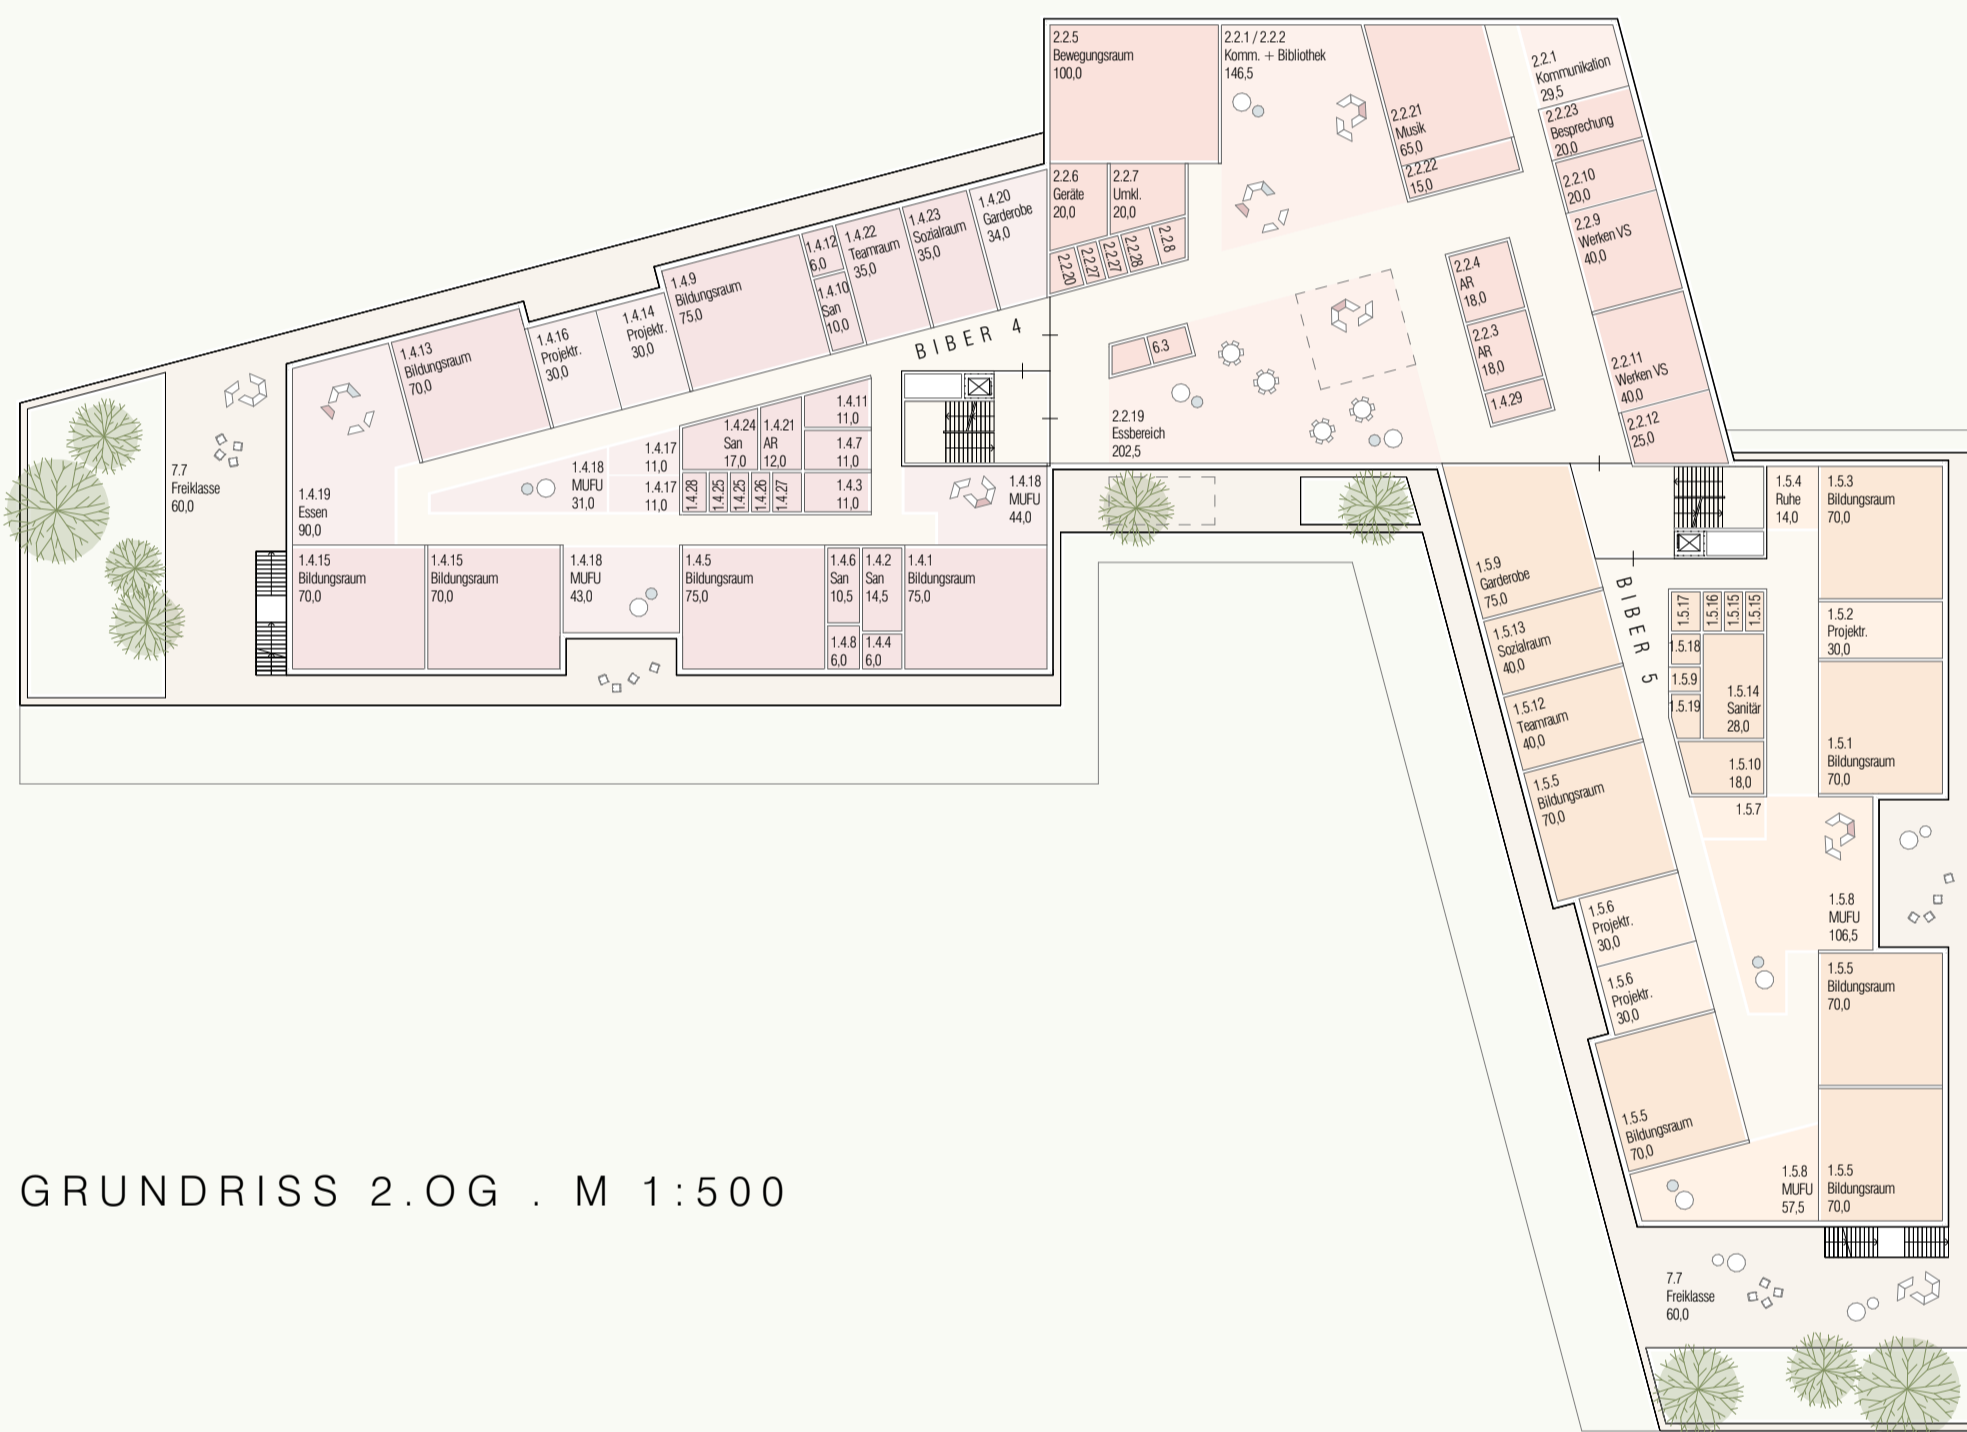 2.2.5
Bewegungsraum
100,0
2.2.1 / 2.2.2
Komm. + Bibliothek
146,5
2.2.21
Musik
65,0
2.2.22
15,0
2.2.1
Kommunikation
29,5
2.2.23
Besprechung
20,0
2.2.10
20,0
2.2.9
Werken VS
40,0
2.2.11
Werken VS
40,0
2.2.12
25,0
2.2.6
Geräte
20,0
2.2.7
Umkl.
20,0
2.2.20
2.2.27
2.2.27
2.2.28
2.2.8
2.2.4
AR
18,0
2.2.3
AR
18,0
1.4.29
6.3
2.2.19
Essbereich
202,5
1.4.20
Garderobe
34,0
1.4.23
Sozialraum
35,0
1.4.22
Teamraum
35,0
1.4.12
6,0
1.4.10
San
10,0
1.4.9
Bildungsraum
75,0
1.4.14
Projektr.
30,0
1.4.16
Projektr.
30,0
1.4.13
Bildungsraum
70,0
BIBER 4
7.7
Freiklasse
60,0
1.4.19
Essen
90,0
1.4.18
MUFU
31,0
1.4.17
11,0
1.4.17
11,0
1.4.24
San
17,0
1.4.21
AR
12,0
1.4.11
11,0
1.4.7
11,0
1.4.3
11,0
1.4.28
1.4.25
1.4.25
1.4.26
1.4.27
1.4.18
MUFU
44,0
1.4.15
Bildungsraum
70,0
1.4.15
Bildungsraum
70,0
1.4.18
MUFU
43,0
1.4.5
Bildungsraum
75,0
1.4.6
San
10,5
1.4.2
San
14,5
1.4.8
6,0
1.4.4
6,0
1.4.1
Bildungsraum
75,0
1.5.4
Ruhe
14,0
1.5.3
Bildungsraum
70,0
1.5.9
Garderobe
75,0
1.5.13
Sozialraum
40,0
1.5.12
Teamraum
40,0
1.5.5
Bildungsraum
70,0
BIBER 5
1.5.17
1.5.16
1.5.15
1.5.15
1.5.18
1.5.9
1.5.19
1.5.14
Sanitär
28,0
1.5.10
18,0
1.5.7
1.5.2
Projektr.
30,0
1.5.1
Bildungsraum
70,0
1.5.8
MUFU
106,5
1.5.6
Projektr.
30,0
1.5.6
Projektr.
30,0
1.5.5
Bildungsraum
70,0
1.5.5
Bildungsraum
70,0
1.5.8
MUFU
57,5
1.5.5
Bildungsraum
70,0
7.7
Freiklasse
60,0
GRUNDRISS 2.OG . M 1:500